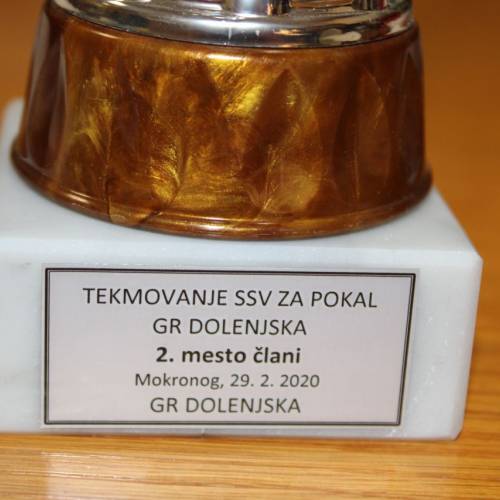 TEKMOVANJE SSV ZA POKAL
GR DOLENJSKA
2. mesto člani
Mokronog, 29. 2. 2020
GR DOLENJSKA